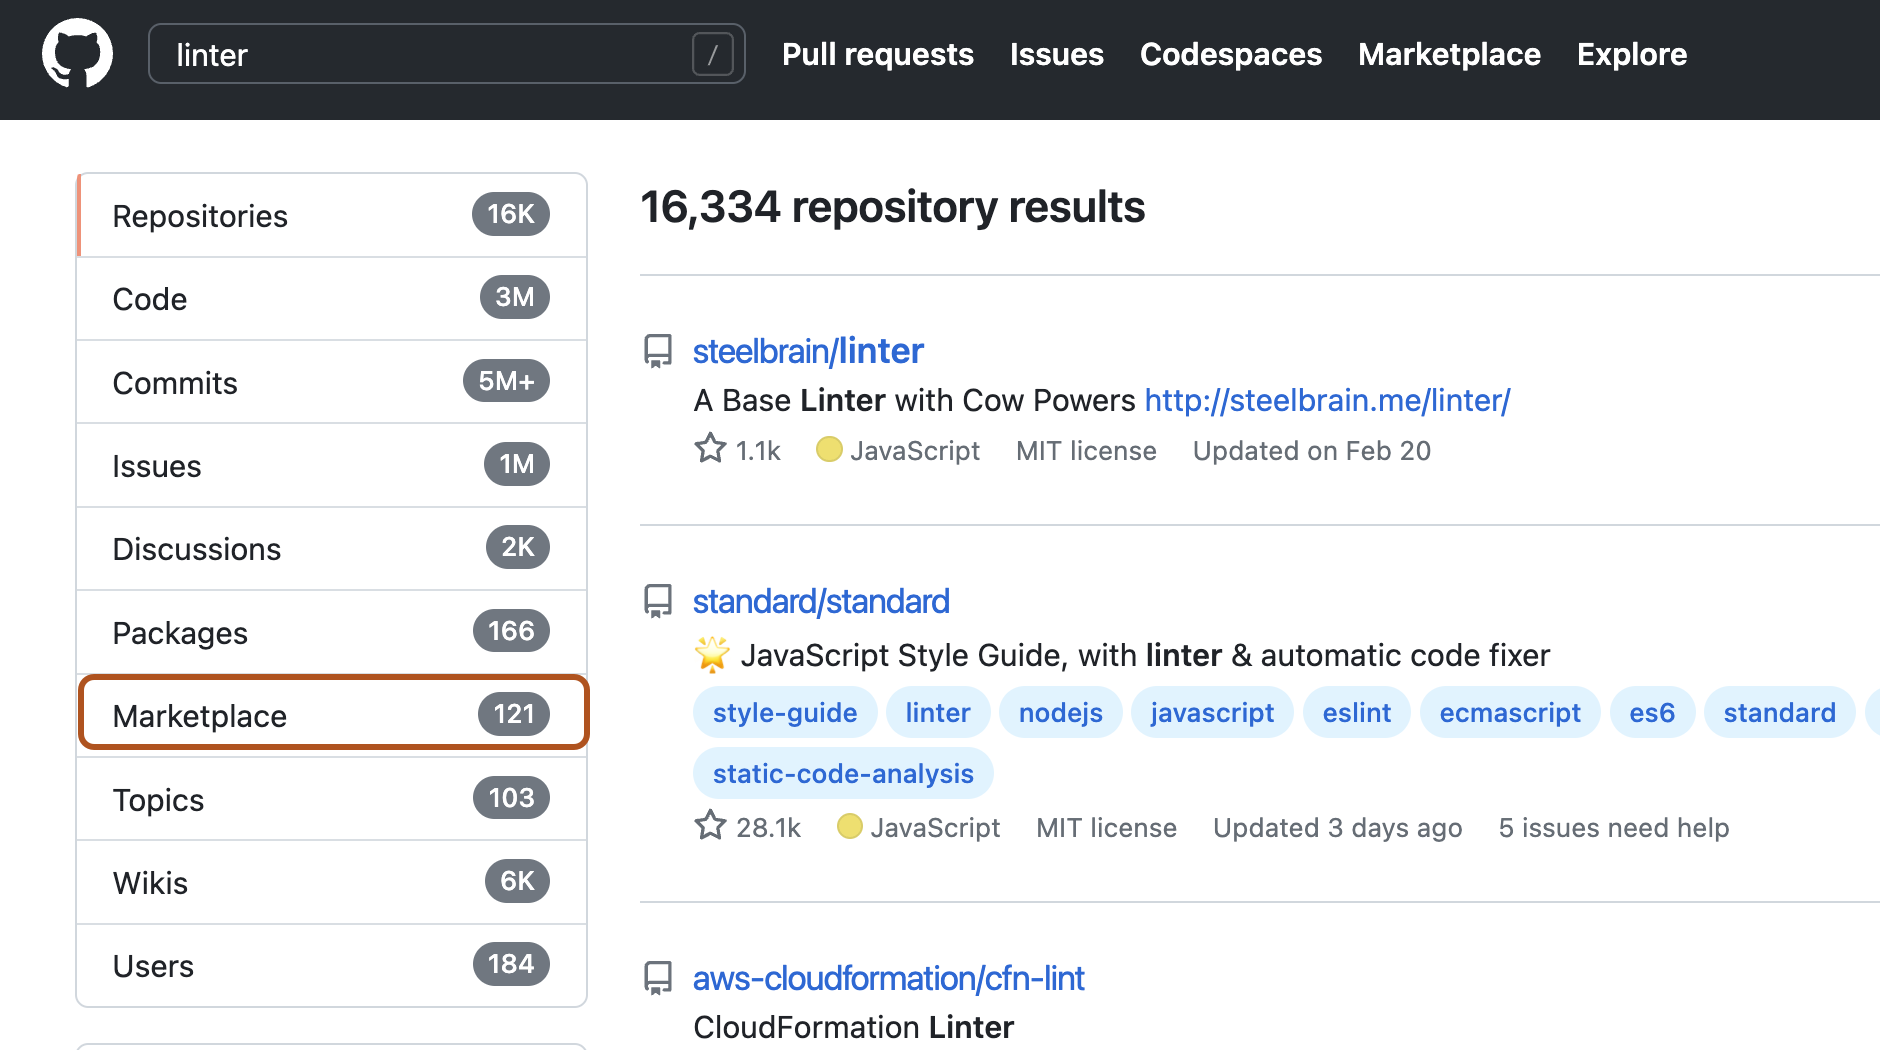 linter / Pull requests Issues Codespaces Marketplace Explore
Repositories 16K
Code 3M
Commits 5M+
Issues 1M
Discussions 2K
Packages 166
Marketplace 121
Topics 103
Wikis 6K
Users 184
16,334 repository results
steelbrain/linter
A Base Linter with Cow Powers http://steelbrain.me/linter/
1.1k JavaScript MIT license Updated on Feb 20
standard/standard
🌟 JavaScript Style Guide, with linter & automatic code fixer
style-guide linter nodejs javascript eslint ecmascript es6 standard
static-code-analysis
28.1k JavaScript MIT license Updated 3 days ago 5 issues need help
aws-cloudformation/cfn-lint
CloudFormation Linter